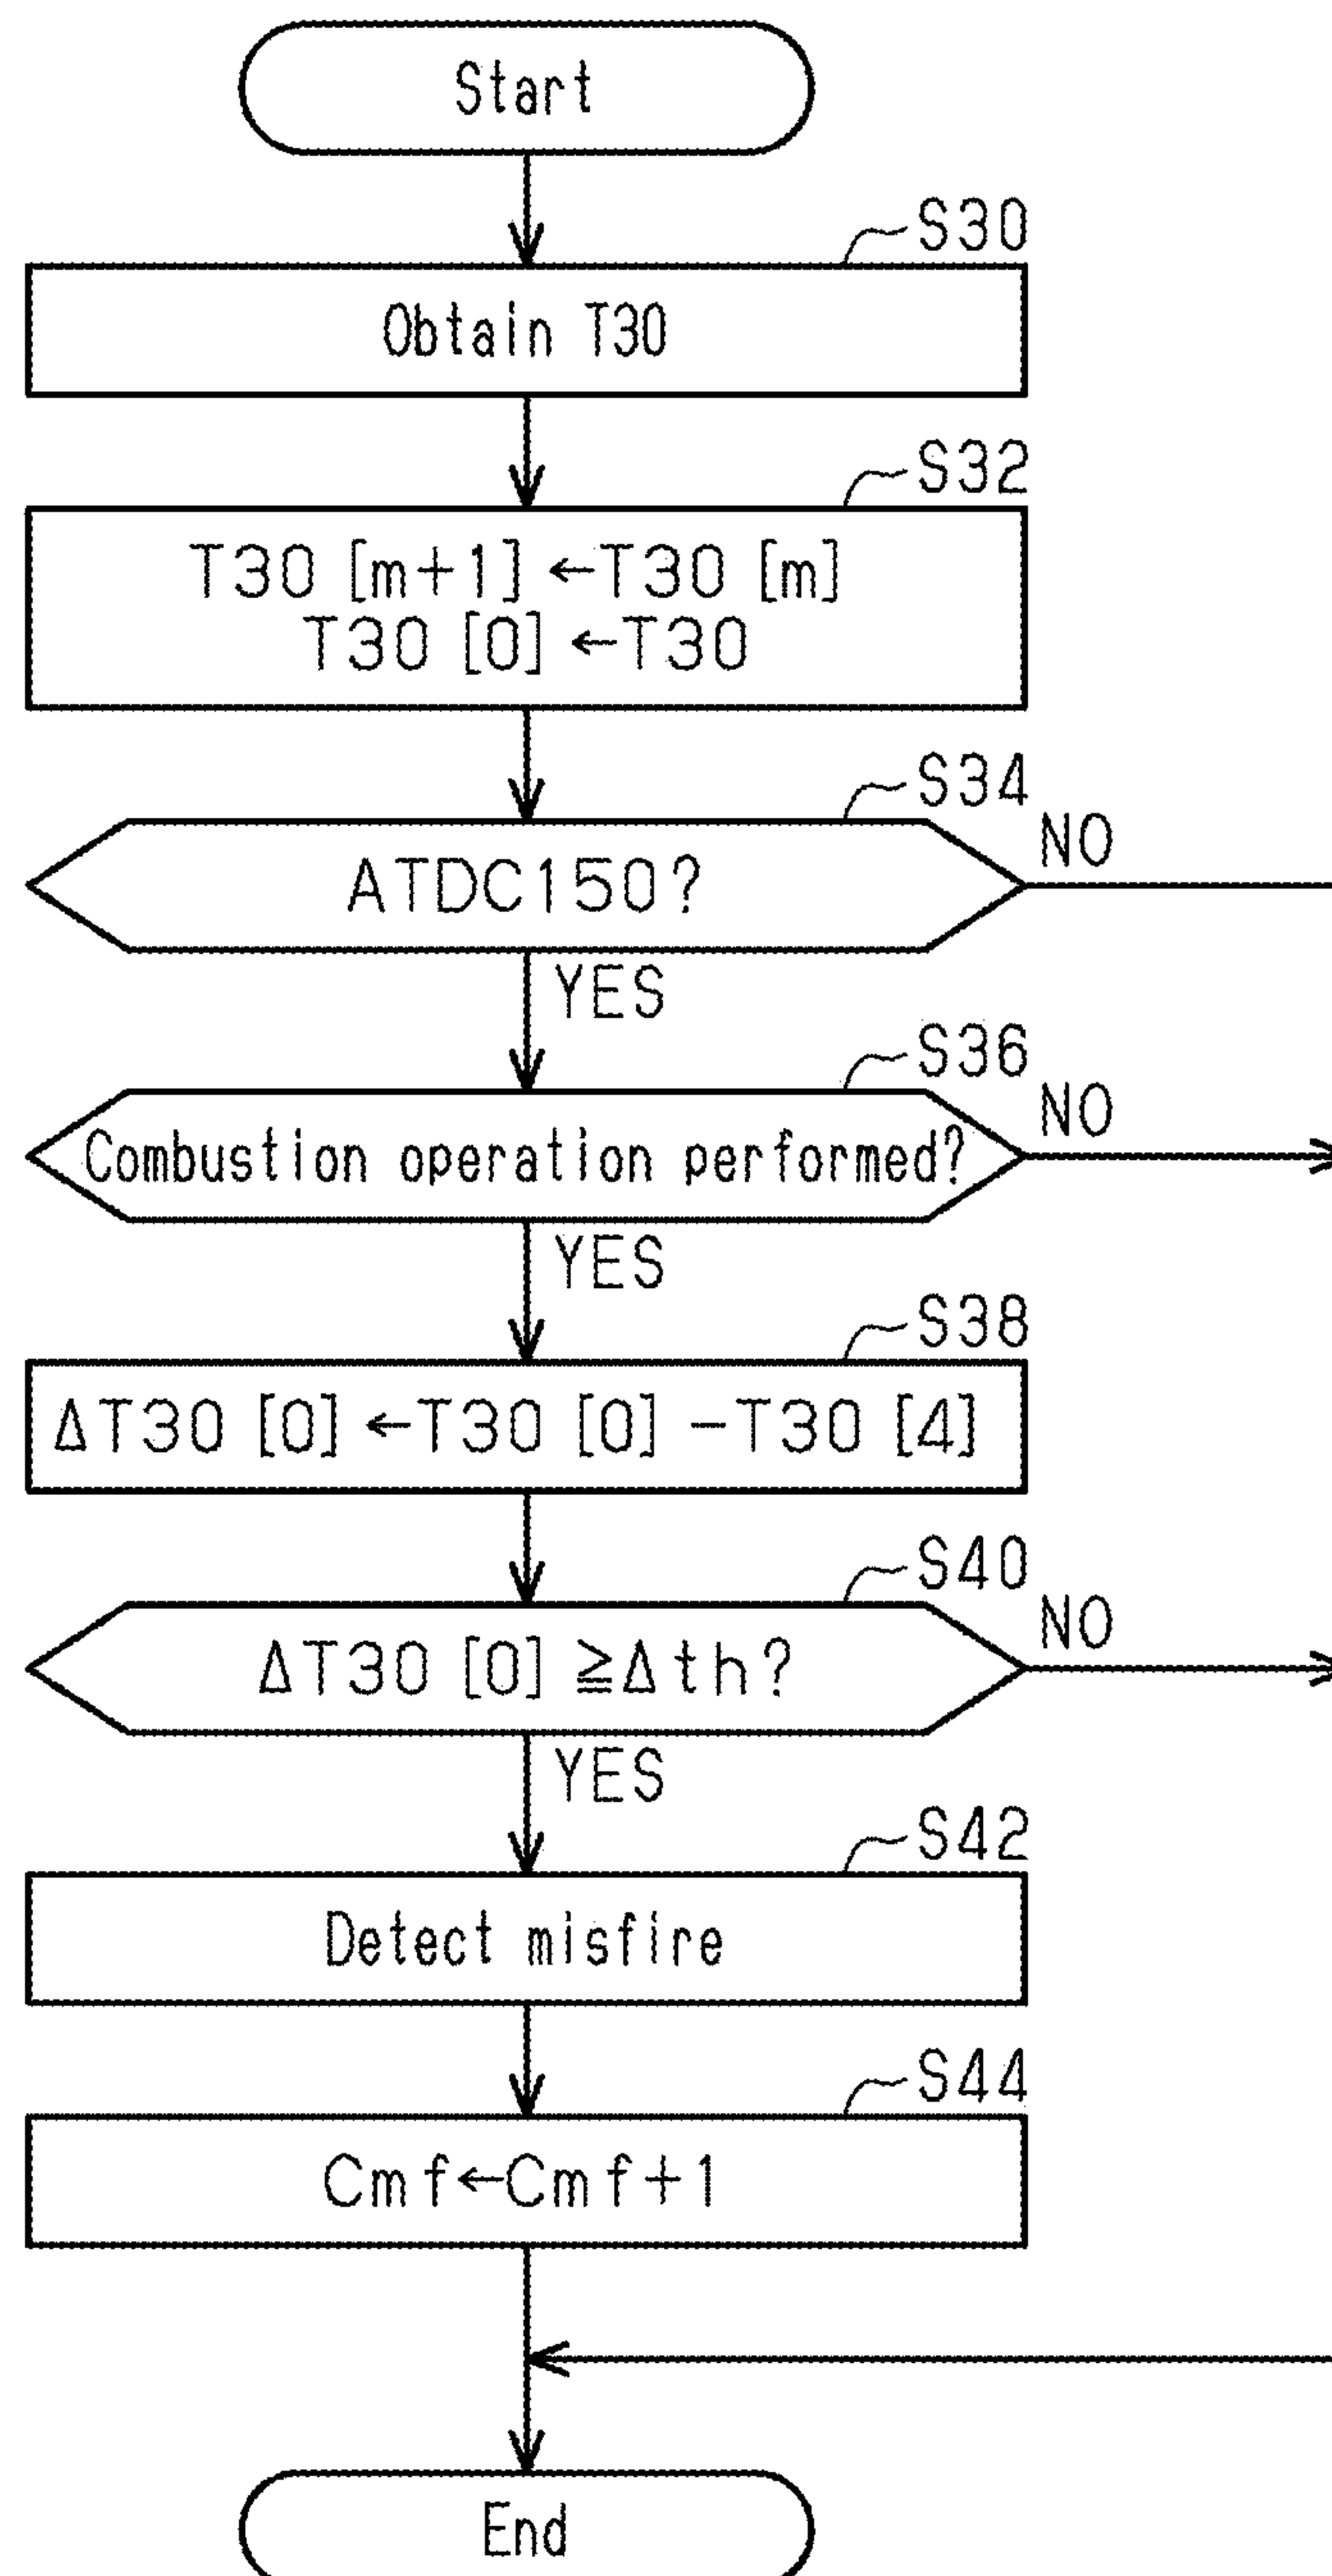 Start
S30
Obtain T30
S32
T30 [m+1] ←T30 [m]
T30 [0] ←T30
S34
ATDC150?
NO
YES
S36
Combustion operation performed?
NO
YES
S38
ΔT30 [0] ←T30 [0] −T30 [4]
S40
ΔT30 [0] ≧Δth?
NO
YES
S42
Detect misfire
S44
Cmf←Cmf+1
End